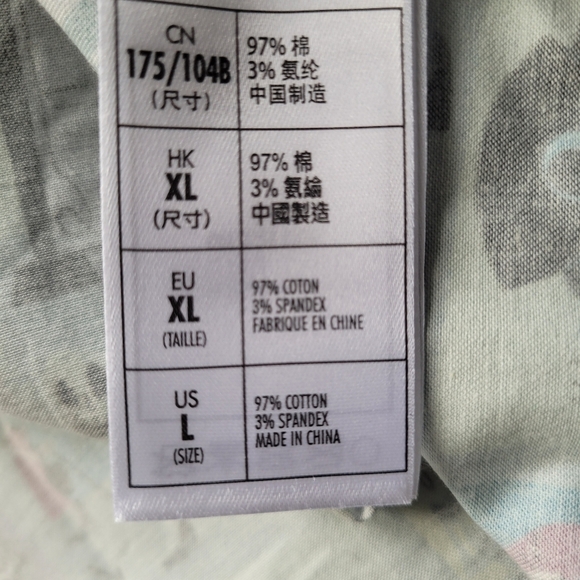 CN
175/104B
(尺寸)
97% 棉
3% 氨纶
中国制造
HK
XL
(尺寸)
97% 棉
3% 氨綸
中國製造
EU
XL
(TAILLE)
97% COTON
3% SPANDEX
FABRIQUE EN CHINE
US
L
(SIZE)
97% COTTON
3% SPANDEX
MADE IN CHINA